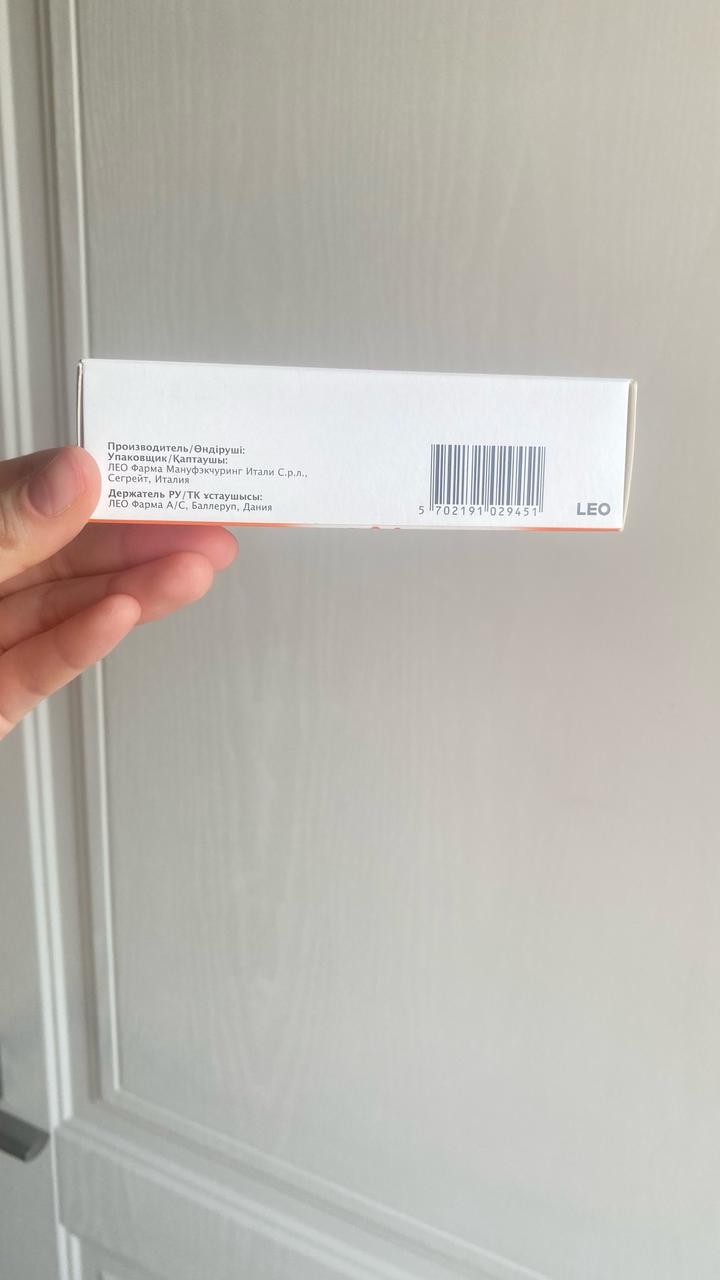 Производитель/Өндіруші:
Упаковщик/Қаптаушы:
ЛЕО Фарма Мануфэкчуринг Итали С.р.л.,
Сегрейт, Италия
Держатель РУ/ТК ұстаушысы:
ЛЕО Фарма А/С, Баллеруп, Дания
5 702191 029451
LEO